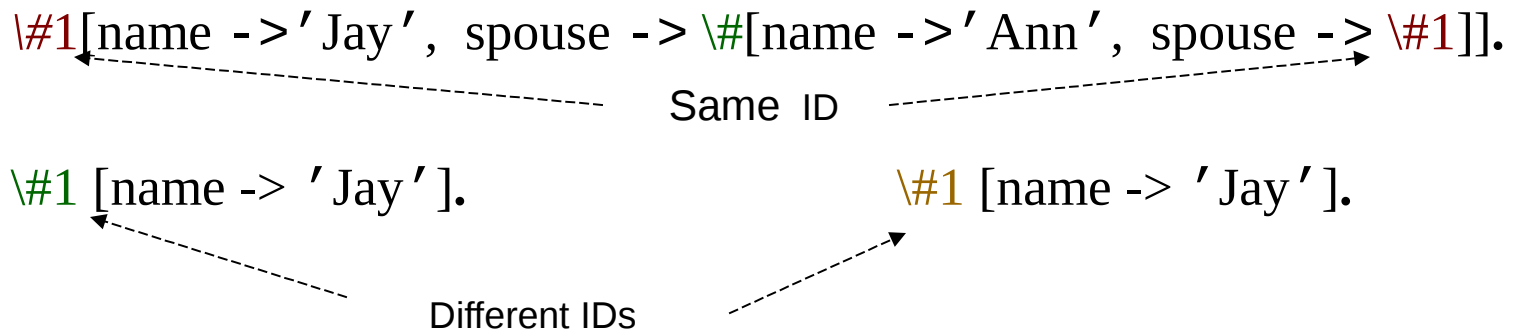 \#1[name ->′Jay′, spouse -> \#[name ->′Ann′, spouse -> \#1]].
Same ID
\#1 [name -> ′Jay′]. \#1 [name -> ′Jay′].
Different IDs